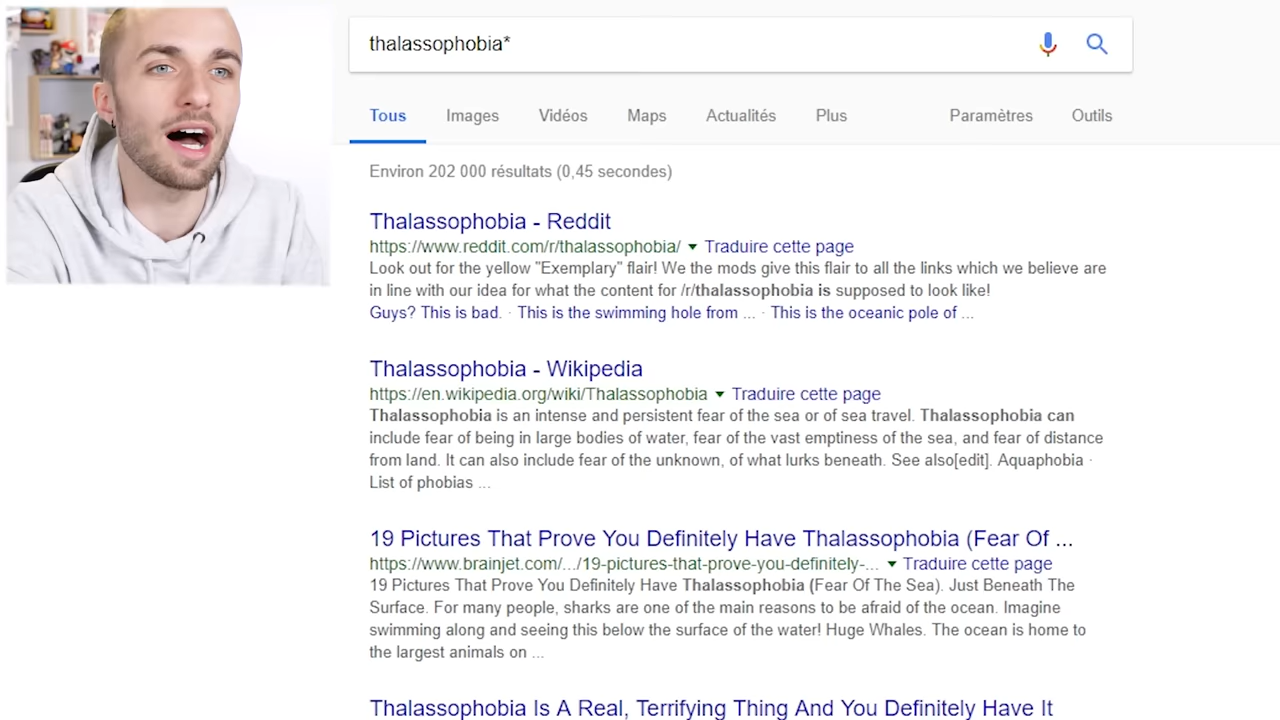 thalassophobia*
Tous Images Vidéos Maps Actualités Plus Paramètres Outils
Environ 202 000 résultats (0,45 secondes)
Thalassophobia - Reddit
https://www.reddit.com/r/thalassophobia/ Traduire cette page
Look out for the yellow "Exemplary" flair! We the mods give this flair to all the links which we believe are
in line with our idea for what the content for /r/thalassophobia is supposed to look like!
Guys? This is bad. · This is the swimming hole from ... · This is the oceanic pole of ...
Thalassophobia - Wikipedia
https://en.wikipedia.org/wiki/Thalassophobia Traduire cette page
Thalassophobia is an intense and persistent fear of the sea or of sea travel. Thalassophobia can
include fear of being in large bodies of water, fear of the vast emptiness of the sea, and fear of distance
from land. It can also include fear of the unknown, of what lurks beneath. See also[edit]. Aquaphobia ·
List of phobias ...
19 Pictures That Prove You Definitely Have Thalassophobia (Fear Of ...
https://www.brainjet.com/.../19-pictures-that-prove-you-definitely-... Traduire cette page
19 Pictures That Prove You Definitely Have Thalassophobia (Fear Of The Sea). Just Beneath The
Surface. For many people, sharks are one of the main reasons to be afraid of the ocean. Imagine
swimming along and seeing this below the surface of the water! Huge Whales. The ocean is home to
the largest animals on ...
Thalassophobia Is A Real, Terrifying Thing And You Definitely Have It